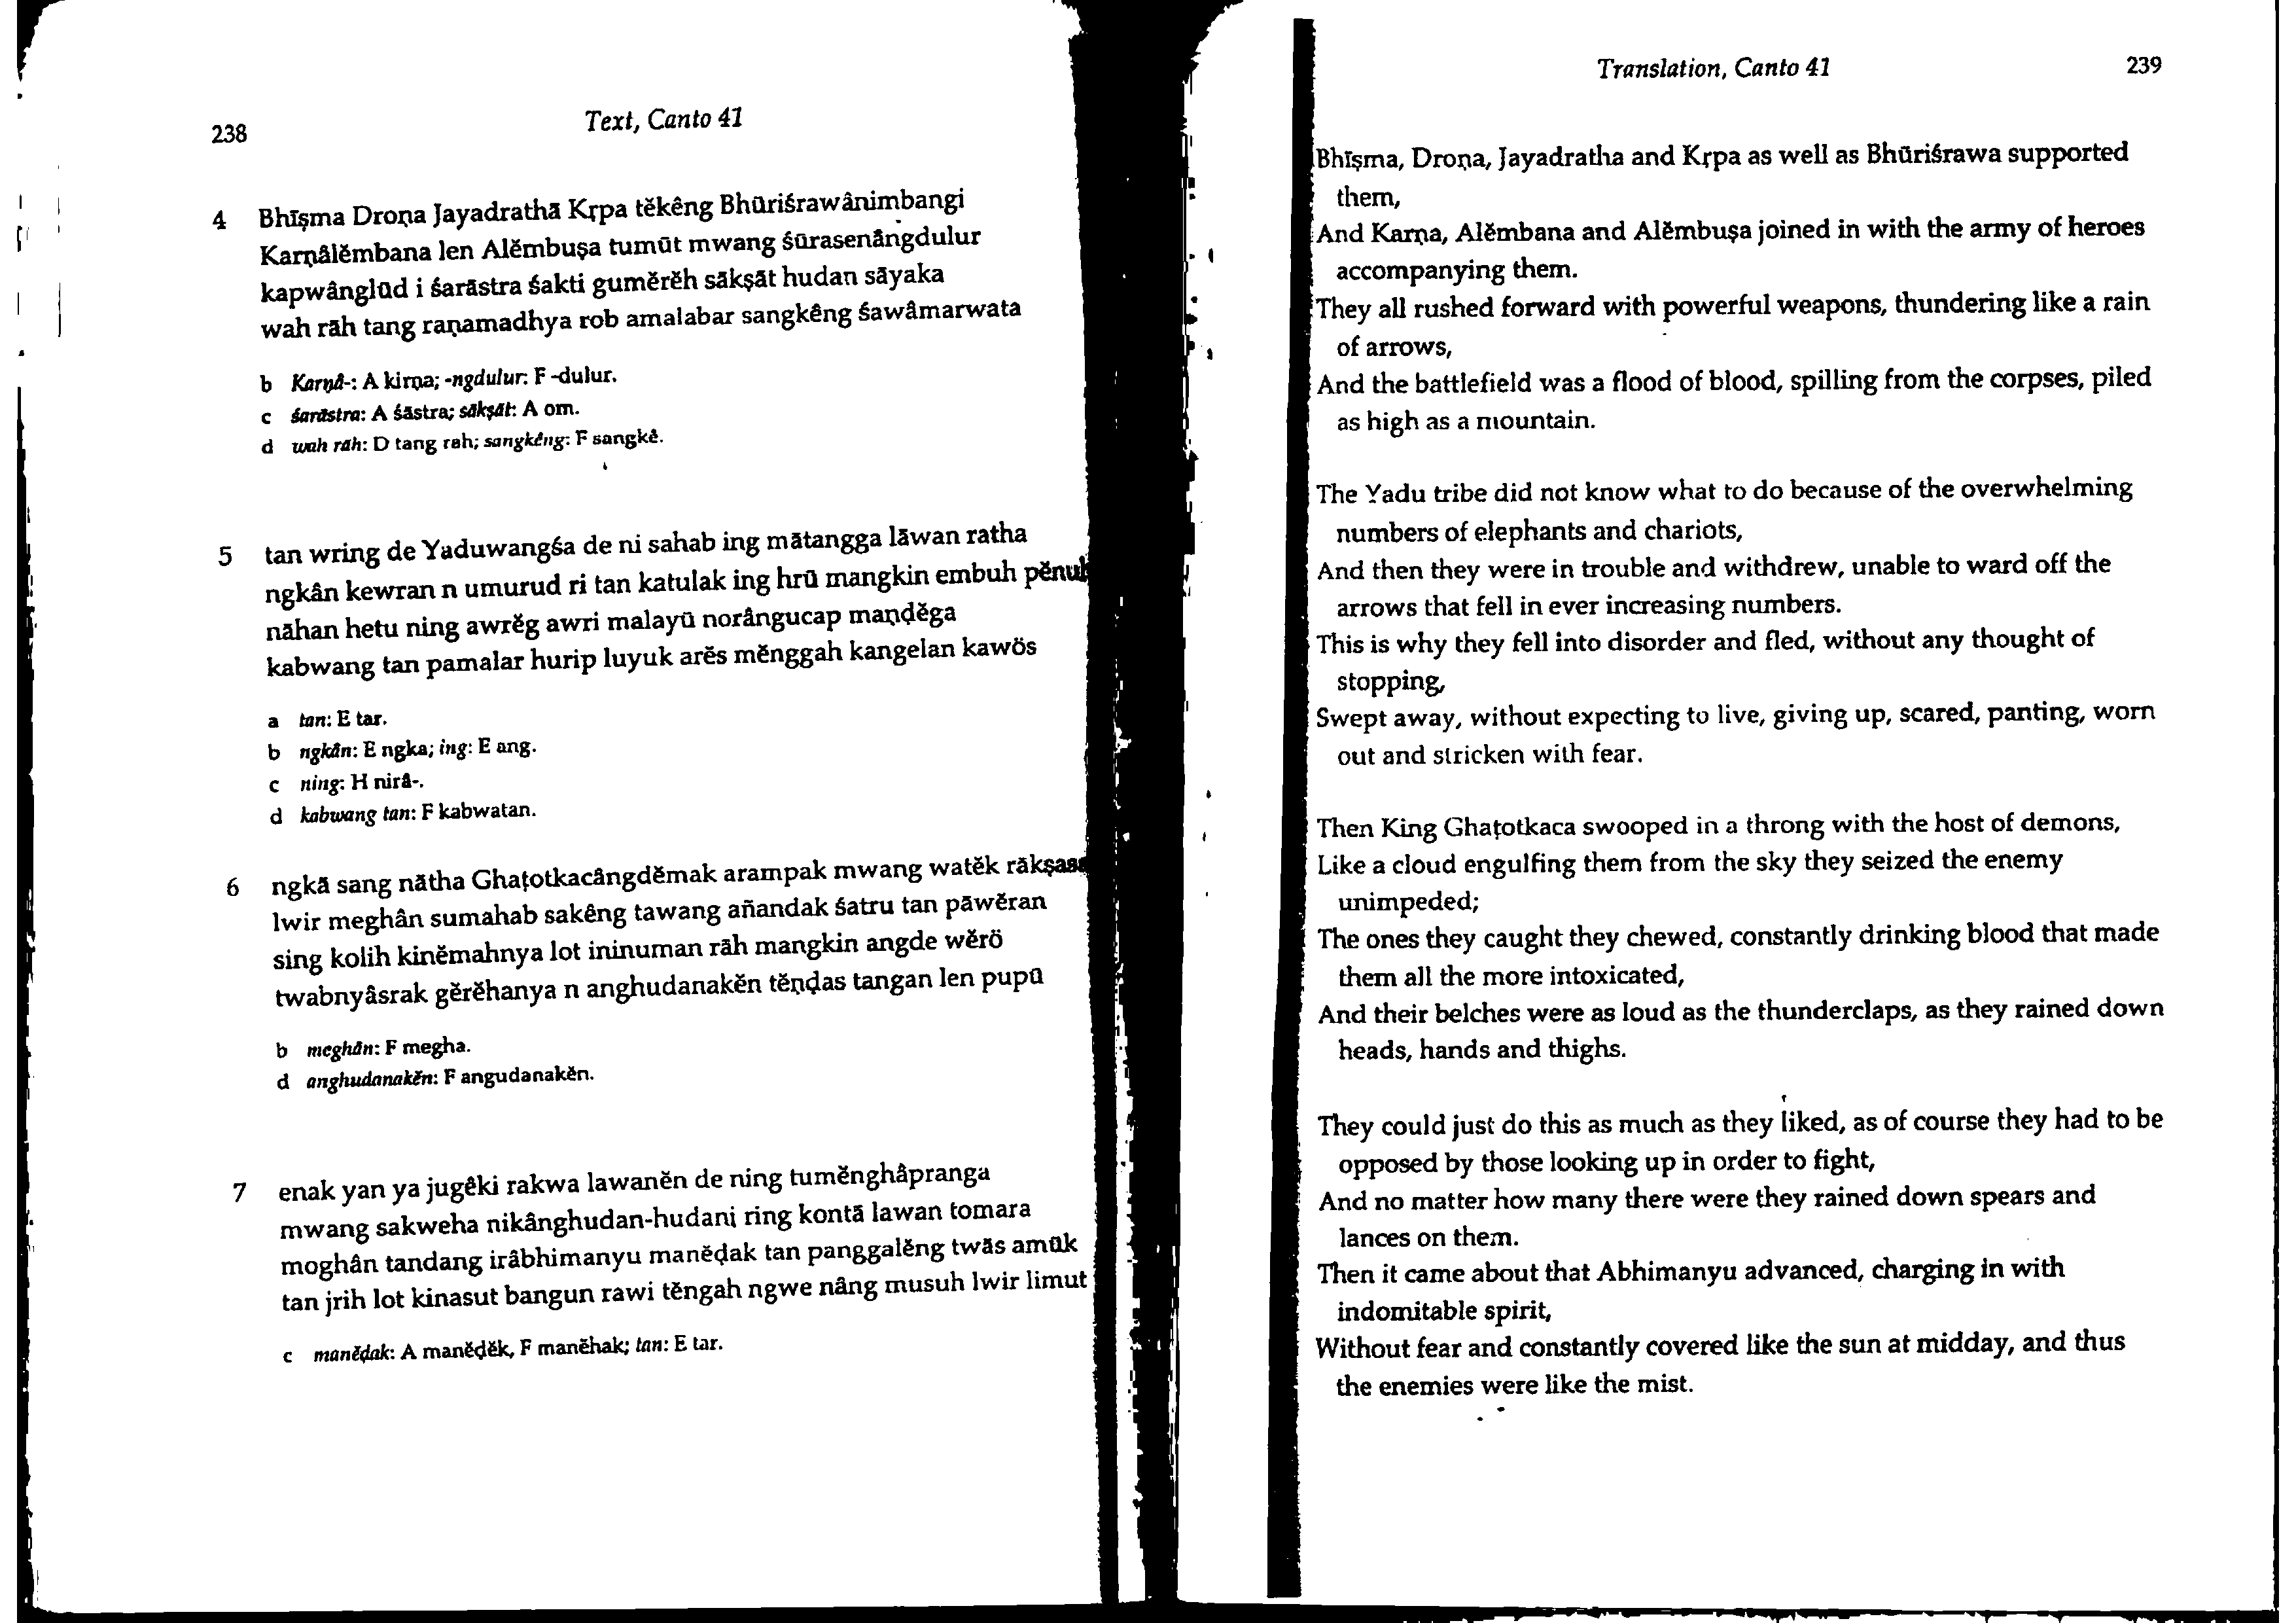 238
Text, Canto 41
4 Bhīṣma Droṇa Jayadrathā Kṛpa tĕkêng Bhūriśrawânimbangi
Karṇâlĕmbana len Alĕmbuṣa tumūt mwang śūrasenângdulur
kapwânglūd i śarāstra śakti gumĕrĕh sākṣāt hudan sāyaka
wah rāh tang raṇamadhya rob amalabar sangkêng śawâmarwata
b Karṇâ-: A kirṇa; -ngdulur: F -dulur.
c śarāstra: A śāstra; sākṣāt: A om.
d wah rāh: D tang rah; sangkêng: F sangkê.
5 tan wring de Yaduwangśa de ni sahab ing mātangga lāwan ratha
ngkân kewran n umurud ri tan katulak ing hrū mangkin embuh pĕnuh
nāhan hetu ning awrĕg awri malayū norângucap maṇḍĕga
kabwang tan pamalar hurip luyuk arĕs mĕnggah kangelan kawös
a tan: E tar.
b ngkân: E ngka; ing: E ang.
c ning: H nirâ-.
d kabwang tan: F kabwatan.
6 ngkā sang nātha Ghaṭotkacângdĕmak arampak mwang watĕk rākṣasa
lwir meghân sumahab sakêng tawang añandak śatru tan pāwĕran
sing kolih kinĕmahnya lot ininuman rāh mangkin angde wĕrö
twabnyâsrak gĕrĕhanya n anghudanakĕn tĕṇḍas tangan len pupū
b meghân: F megha.
d anghudanakĕn: F angudanakĕn.
7 enak yan ya jugêki rakwa lawanĕn de ning tumĕnghâpranga
mwang sakweha nikânghudan-hudani ring kontā lawan tomara
moghân tandang irâbhimanyu manĕḍak tan panggalĕng twās amūk
tan jrih lot kinasut bangun rawi tĕngah ngwe nâng musuh lwir limut
c manĕḍak: A manĕḍĕk, F manĕhak; tan: E tar.
Translation, Canto 41
239
Bhīṣma, Droṇa, Jayadratha and Kṛpa as well as Bhūriśrawa supported
them,
And Karṇa, Alĕmbana and Alĕmbuṣa joined in with the army of heroes
accompanying them.
They all rushed forward with powerful weapons, thundering like a rain
of arrows,
And the battlefield was a flood of blood, spilling from the corpses, piled
as high as a mountain.
The Yadu tribe did not know what to do because of the overwhelming
numbers of elephants and chariots,
And then they were in trouble and withdrew, unable to ward off the
arrows that fell in ever increasing numbers.
This is why they fell into disorder and fled, without any thought of
stopping,
Swept away, without expecting to live, giving up, scared, panting, worn
out and stricken with fear.
Then King Ghaṭotkaca swooped in a throng with the host of demons,
Like a cloud engulfing them from the sky they seized the enemy
unimpeded;
The ones they caught they chewed, constantly drinking blood that made
them all the more intoxicated,
And their belches were as loud as the thunderclaps, as they rained down
heads, hands and thighs.
They could just do this as much as they liked, as of course they had to be
opposed by those looking up in order to fight,
And no matter how many there were they rained down spears and
lances on them.
Then it came about that Abhimanyu advanced, charging in with
indomitable spirit,
Without fear and constantly covered like the sun at midday, and thus
the enemies were like the mist.